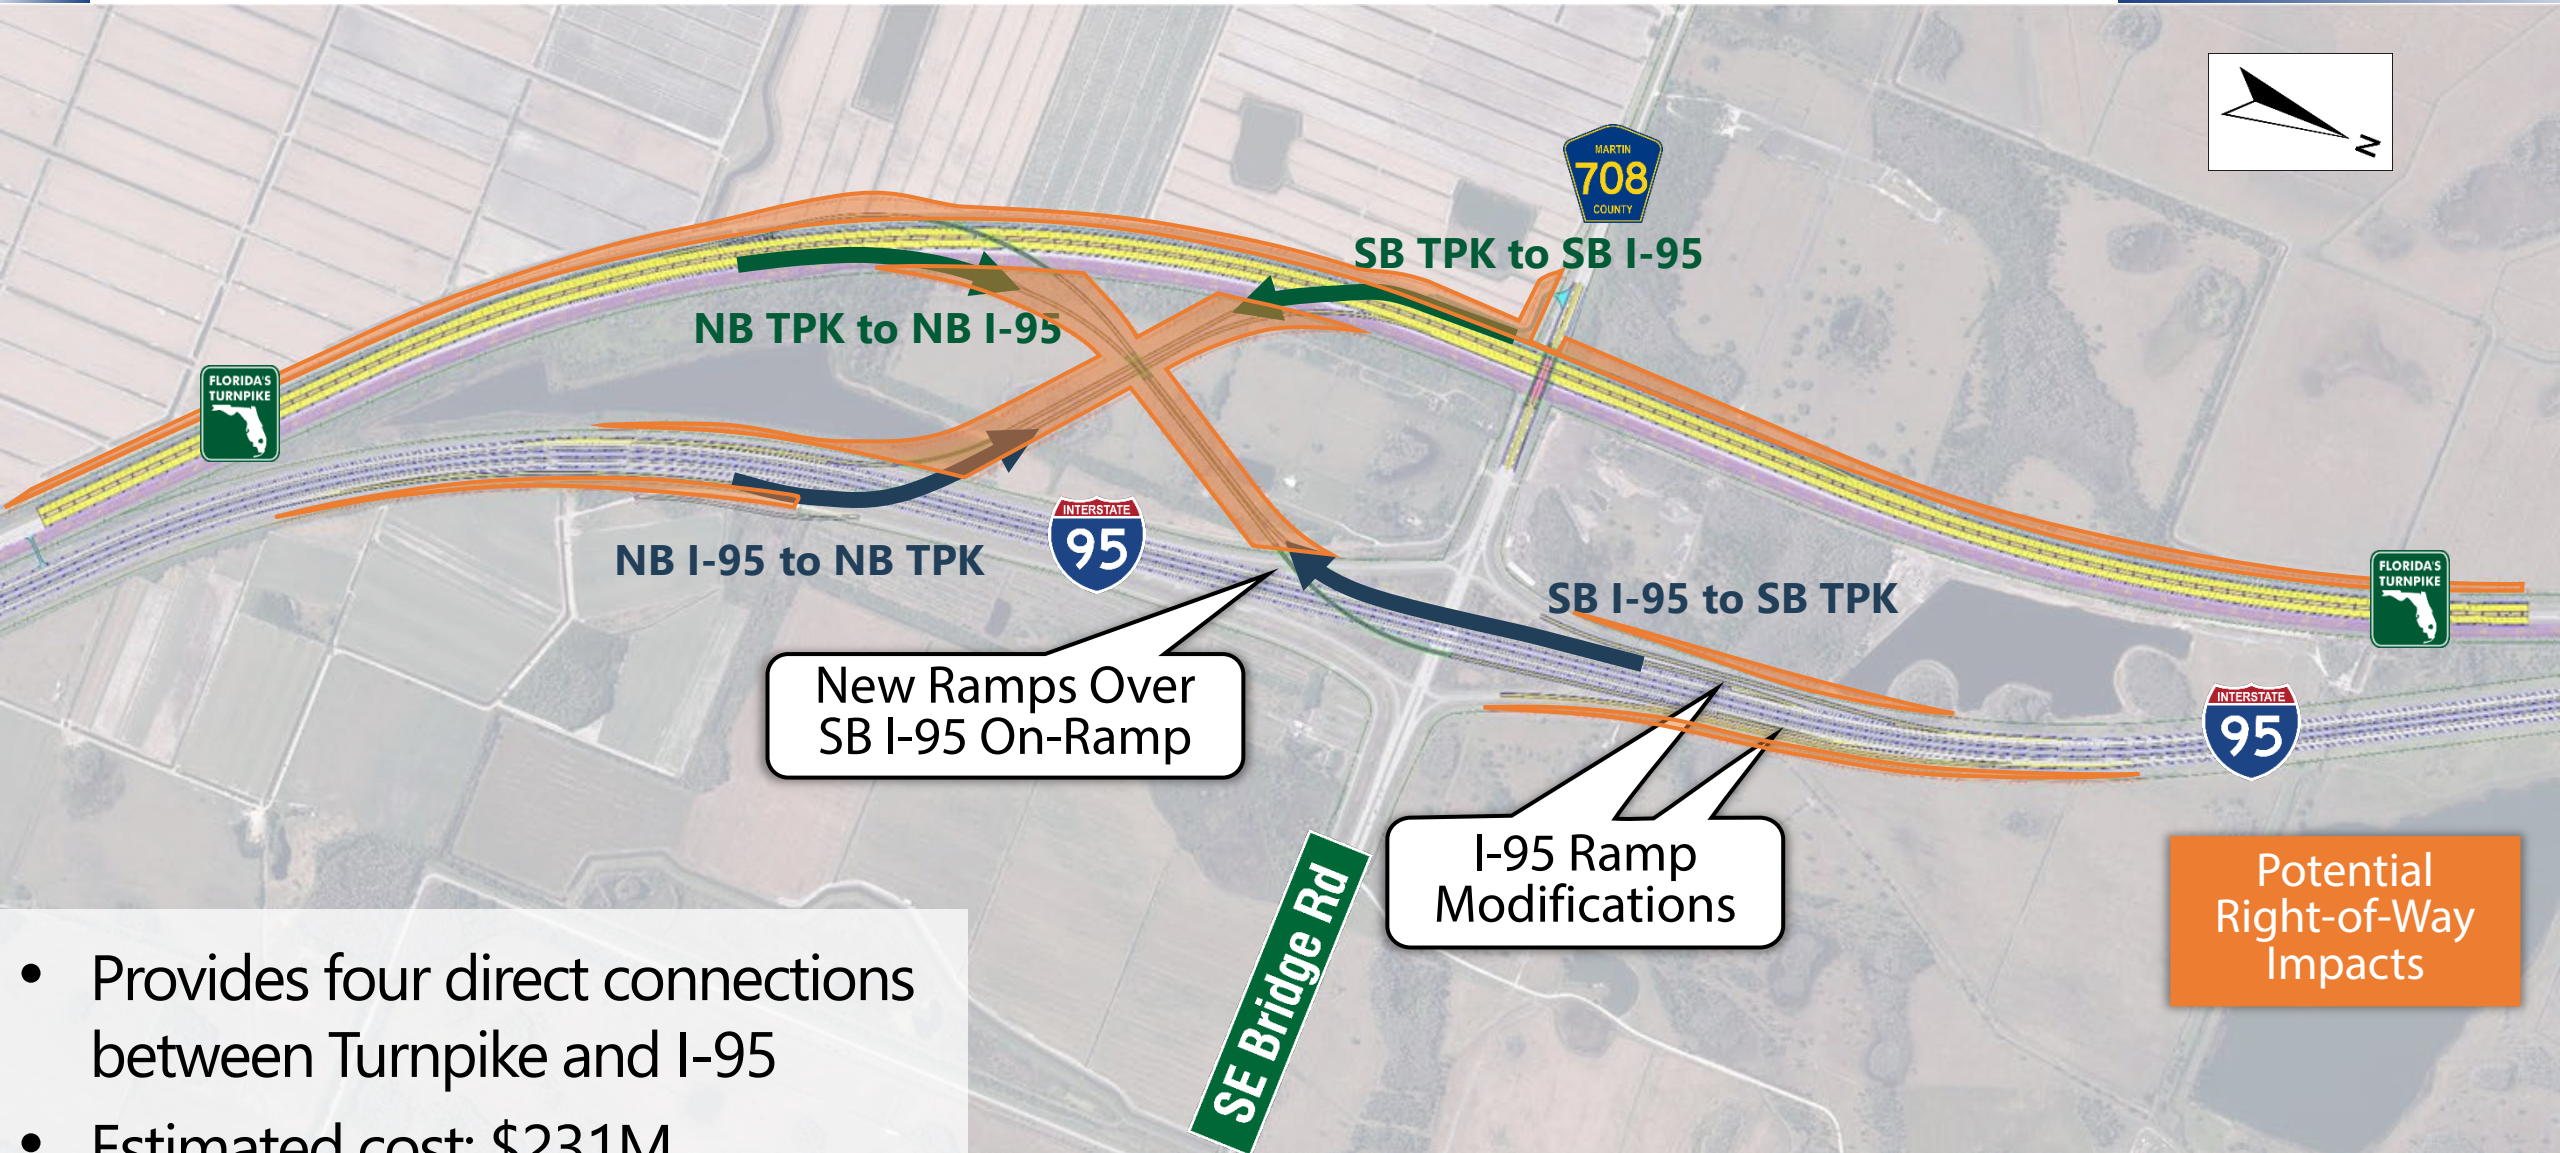 N
MARTIN
708
COUNTY
SB TPK to SB I-95
NB TPK to NB I-95
FLORIDA'S
TURNPIKE
INTERSTATE
95
NB I-95 to NB TPK
SB I-95 to SB TPK
FLORIDA'S
TURNPIKE
New Ramps Over
SB I-95 On-Ramp
INTERSTATE
95
I-95 Ramp
Modifications
SE Bridge Rd
Potential
Right-of-Way
Impacts
• Provides four direct connections
between Turnpike and I-95
• Estimated cost: $231M